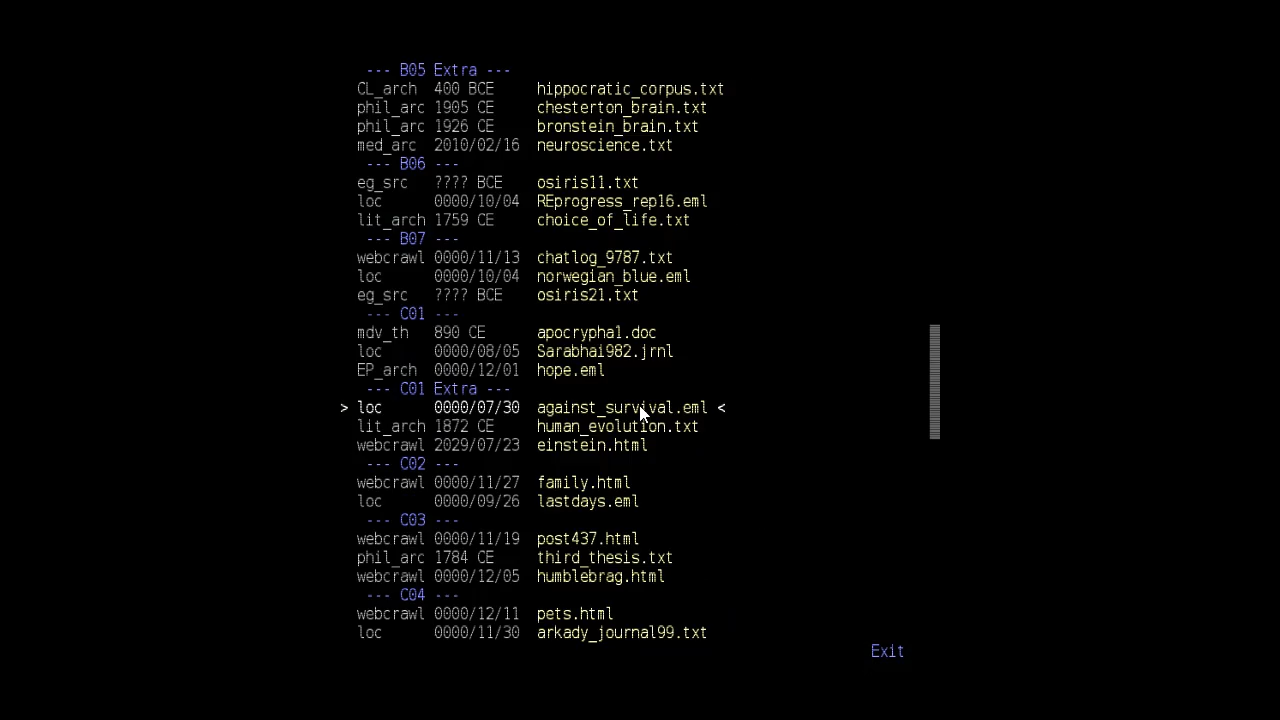 --- B05 Extra ---
CL_arch 400 BCE hippocratic_corpus.txt
phil_arc 1905 CE chesterton_brain.txt
phil_arc 1926 CE bronstein_brain.txt
med_arc 2010/02/16 neuroscience.txt
--- B06 ---
eg_src ???? BCE osiris11.txt
loc 0000/10/04 REprogress_rep16.eml
lit_arch 1759 CE choice_of_life.txt
--- B07 ---
webcrawl 0000/11/13 chatlog_9787.txt
loc 0000/10/04 norwegian_blue.eml
eg_src ???? BCE osiris21.txt
--- C01 ---
mdv_th 890 CE apocrypha1.doc
loc 0000/08/05 Sarabhai982.jrnl
EP_arch 0000/12/01 hope.eml
--- C01 Extra ---
> loc 0000/07/30 against_survival.eml <
lit_arch 1872 CE human_evolution.txt
webcrawl 2029/07/23 einstein.html
--- C02 ---
webcrawl 0000/11/27 family.html
loc 0000/09/26 lastdays.eml
--- C03 ---
webcrawl 0000/11/19 post437.html
phil_arc 1784 CE third_thesis.txt
webcrawl 0000/12/05 humblebrag.html
--- C04 ---
webcrawl 0000/12/11 pets.html
loc 0000/11/30 arkady_journal99.txt
Exit